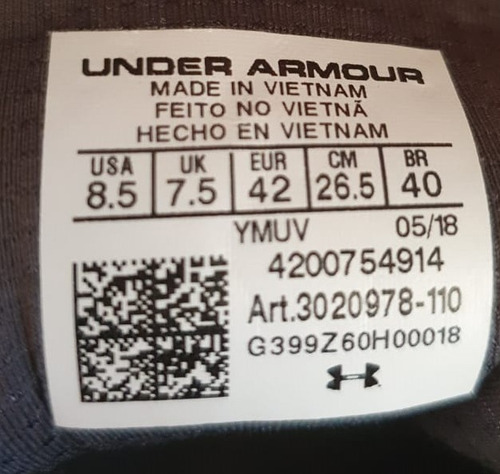 UNDER ARMOUR
MADE IN VIETNAM
FEITO NO VIETNÃ
HECHO EN VIETNAM
USA UK EUR CM BR
8.5 7.5 42 26.5 40
YMUV 05/18
4200754914
Art.3020978-110
G399Z60H00018